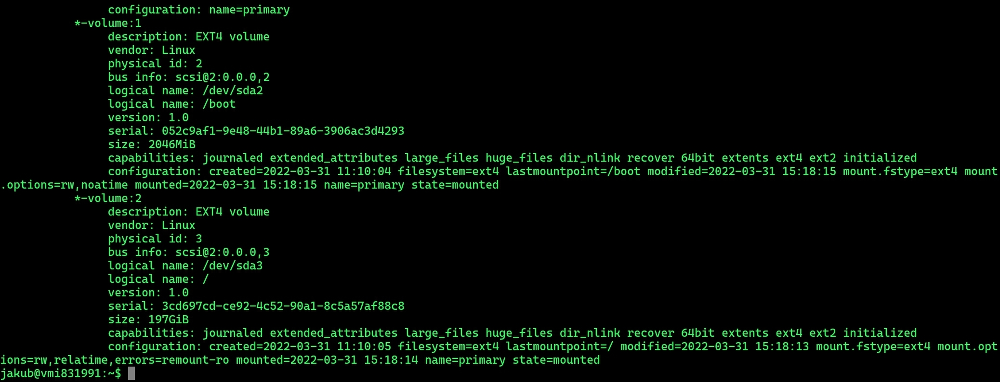 configuration: name=primary
*-volume:1
description: EXT4 volume
vendor: Linux
physical id: 2
bus info: scsi@2:0.0.0,2
logical name: /dev/sda2
logical name: /boot
version: 1.0
serial: 052c9af1-9e48-44b1-89a6-3906ac3d4293
size: 2046MiB
capabilities: journaled extended_attributes large_files huge_files dir_nlink recover 64bit extents ext4 ext2 initialized
configuration: created=2022-03-31 11:10:04 filesystem=ext4 lastmountpoint=/boot modified=2022-03-31 15:18:15 mount.fstype=ext4 mount
.options=rw,noatime mounted=2022-03-31 15:18:15 name=primary state=mounted
*-volume:2
description: EXT4 volume
vendor: Linux
physical id: 3
bus info: scsi@2:0.0.0,3
logical name: /dev/sda3
logical name: /
version: 1.0
serial: 3cd697cd-ce92-4c52-90a1-8c5a57af88c8
size: 197GiB
capabilities: journaled extended_attributes large_files huge_files dir_nlink recover 64bit extents ext4 ext2 initialized
configuration: created=2022-03-31 11:10:05 filesystem=ext4 lastmountpoint=/ modified=2022-03-31 15:18:13 mount.fstype=ext4 mount.opt
ions=rw,relatime,errors=remount-ro mounted=2022-03-31 15:18:14 name=primary state=mounted
jakub@vmi831991:~$